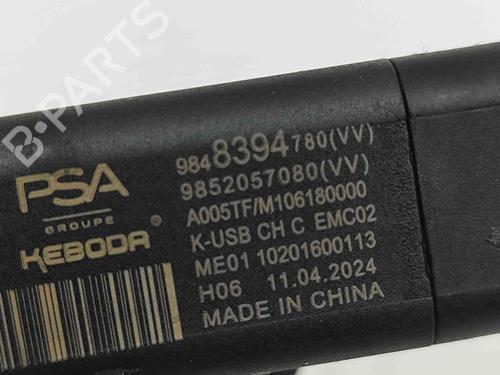 B-PARTS
PSA
GROUPE
KEBODA
9848394780(VV)
9852057080(VV)
A005TF/M106180000
K-USB CH C EMC02
ME01 10201600113
H06 11.04.2024
MADE IN CHINA